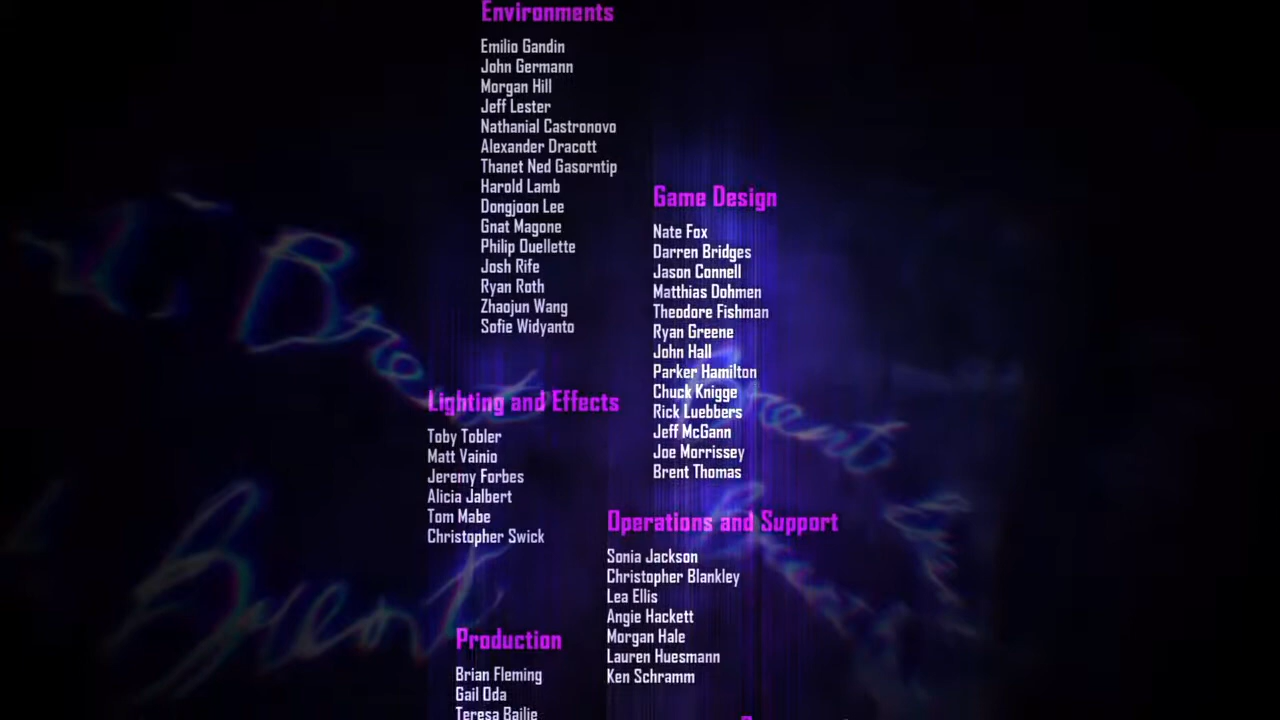 Environments
Emilio Gandin
John Germann
Morgan Hill
Jeff Lester
Nathanial Castronovo
Alexander Dracott
Thanet Ned Gasorntip
Harold Lamb
Dongjoon Lee
Gnat Magone
Philip Ouellette
Josh Rife
Ryan Roth
Zhaojun Wang
Sofie Widyanto
Game Design
Nate Fox
Darren Bridges
Jason Connell
Matthias Dohmen
Theodore Fishman
Ryan Greene
John Hall
Parker Hamilton
Chuck Knigge
Rick Luebbers
Jeff McGann
Joe Morrissey
Brent Thomas
Lighting and Effects
Toby Tobler
Matt Vainio
Jeremy Forbes
Alicia Jalbert
Tom Mabe
Christopher Swick
Operations and Support
Sonia Jackson
Christopher Blankley
Lea Ellis
Angie Hackett
Morgan Hale
Lauren Huesmann
Ken Schramm
Production
Brian Fleming
Gail Oda
Teresa Bailie
Brent
Brent
Brent